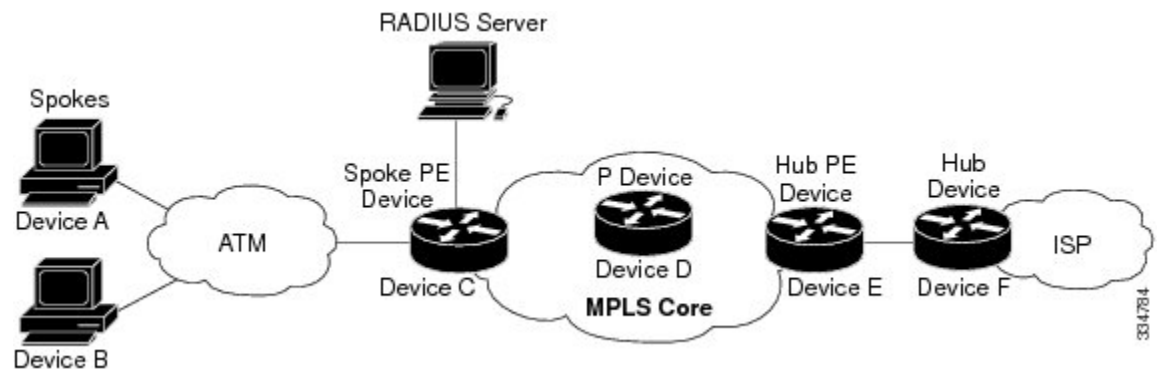 RADIUS Server
Spokes
Device A
ATM
Spoke PE
Device
Device C
P Device
Device D
MPLS Core
Hub PE
Device
Device E
Hub
Device
Device F
ISP
334784
Device B